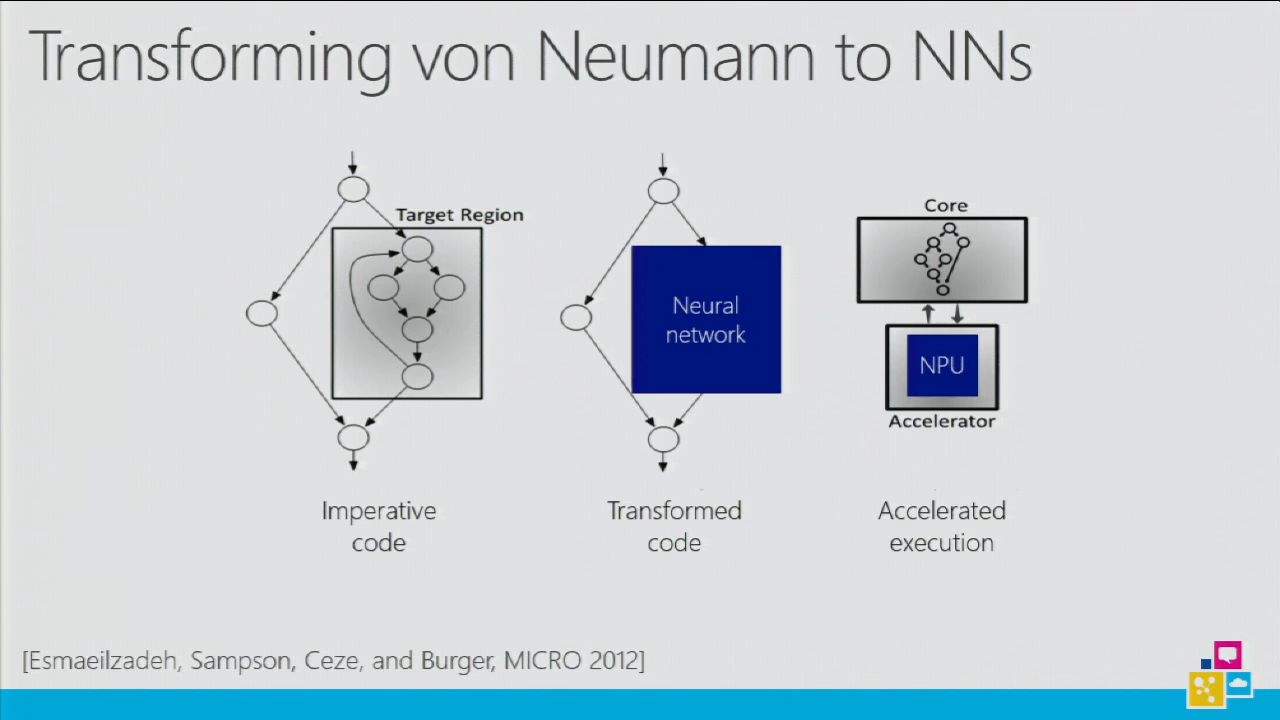 Transforming von Neumann to NNs
Target Region
Core
Neural
network
NPU
Accelerator
Imperative
code
Transformed
code
Accelerated
execution
[Esmaeilzadeh, Sampson, Ceze, and Burger, MICRO 2012]